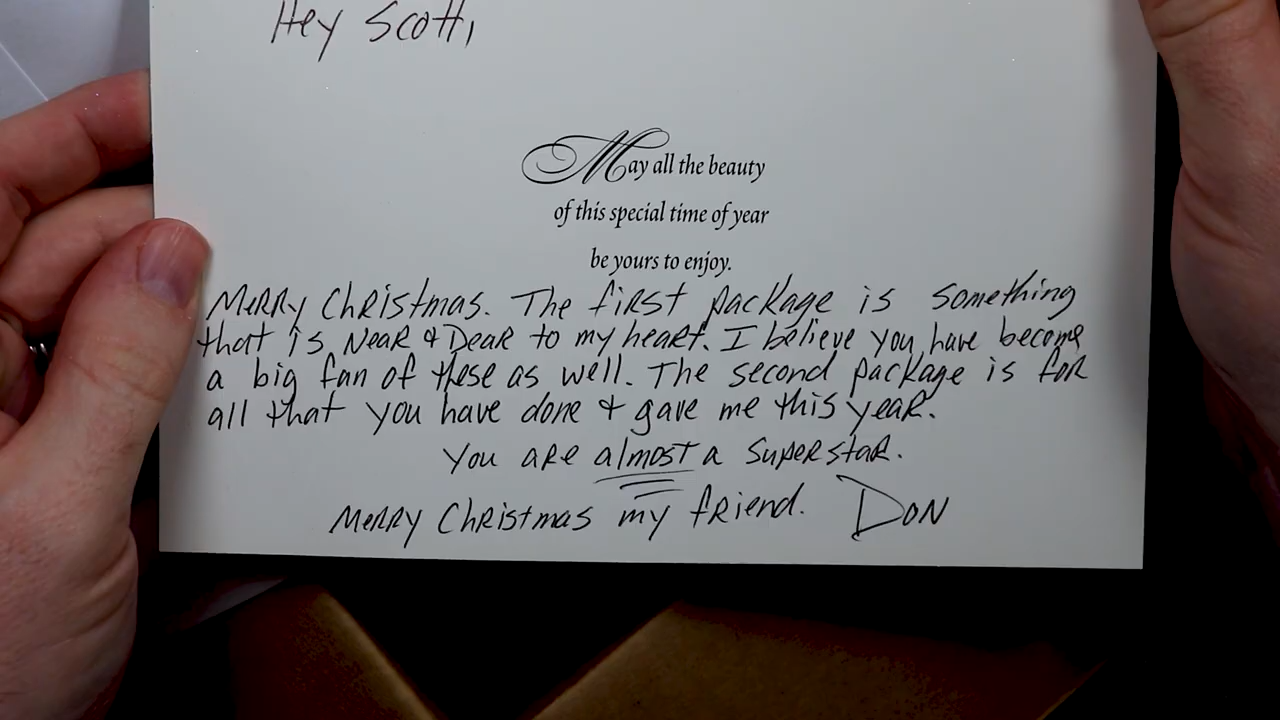 Hey Scott,
May all the beauty
of this special time of year
be yours to enjoy.
Merry Christmas. The first package is something
that is Near & Dear to my heart. I believe you have become
a big fan of these as well. The second package is for
all that you have done & gave me this year.
You are almost a Superstar.
Merry Christmas my friend. Don